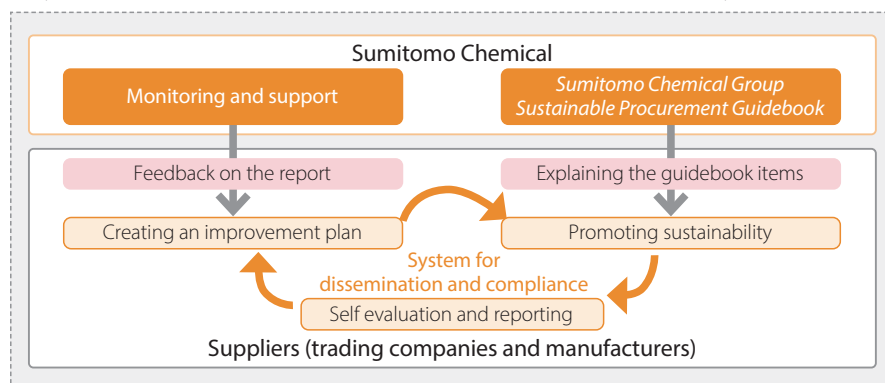 Sumitomo Chemical
Monitoring and support
Sumitomo Chemical Group
Sustainable Procurement Guidebook
Feedback on the report
Explaining the guidebook items
Creating an improvement plan
Promoting sustainability
System for
dissemination and compliance
Self evaluation and reporting
Suppliers (trading companies and manufacturers)